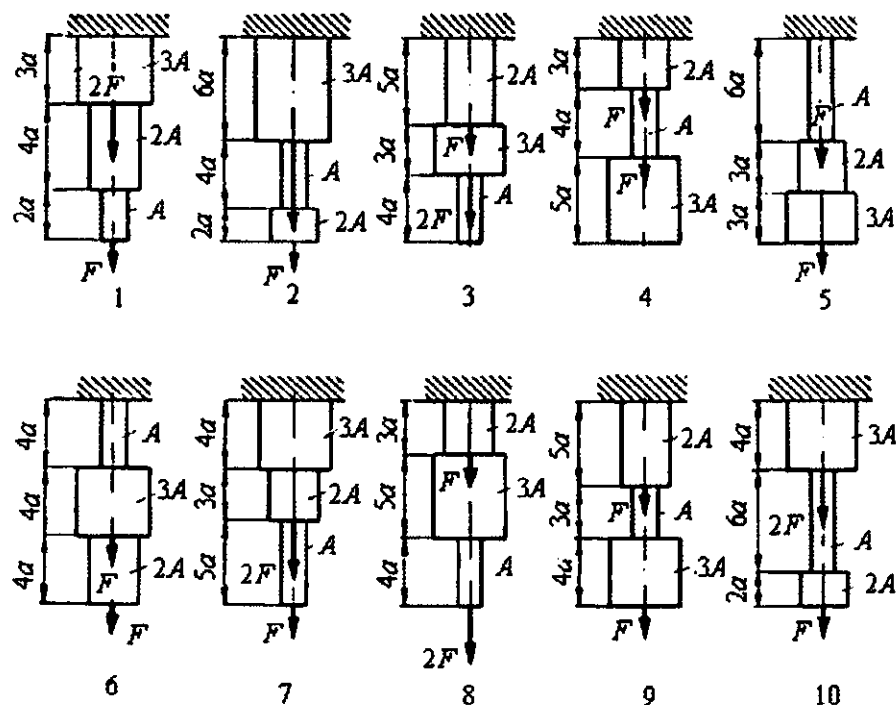 3a 2F 3A
4a 2A
2a A
F
1
6a 3A
4a A
2a 2A
F
2
5a 2A
3a F 3A
4a 2F A
3
3a 2A
4a F A
5a F 3A
4
6a F A
3a 2A
3a 3A
F
5
4a A
4a 3A
4a F 2A
F
6
4a 3A
3a 2A
5a 2F A
F
7
3a 2A
5a F 3A
4a A
2F
8
5a 2A
3a F A
4a 3A
F
9
4a 3A
6a 2F A
2a 2A
F
10